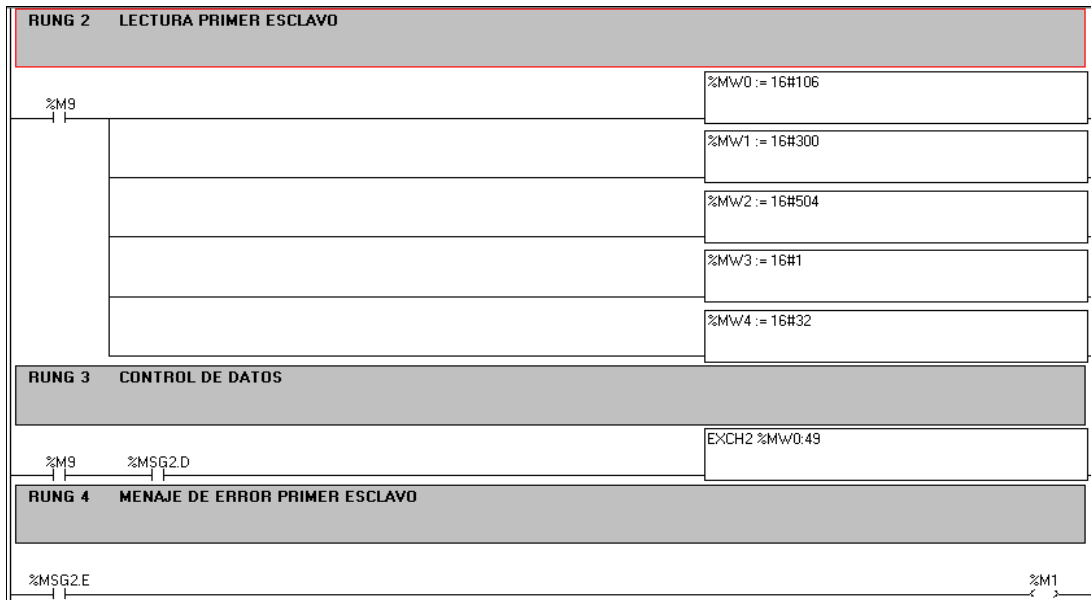 RUNG 2 LECTURA PRIMER ESCLAVO
%MW0 := 16#106
%M9
%MW1 := 16#300
%MW2 := 16#504
%MW3 := 16#1
%MW4 := 16#32
RUNG 3 CONTROL DE DATOS
EXCH2 %MW0:49
%M9 %MSG2.D
RUNG 4 MENAJE DE ERROR PRIMER ESCLAVO
%MSG2.E %M1